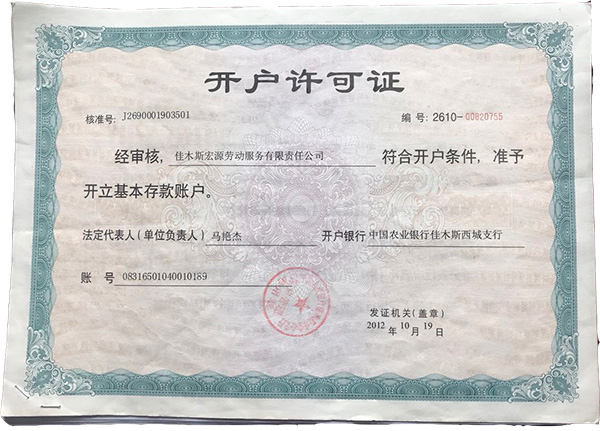 开户许可证
核准号：J2690001903501 编号：2610-00820755
经审核，佳木斯宏源劳动服务有限责任公司 符合开户条件，准予
开立基本存款账户。
法定代表人（单位负责人）马艳杰 开户银行 中国农业银行佳木斯西城支行
账 号 08316501040010189
发证机关（盖章）
2012 年 10 月 19 日